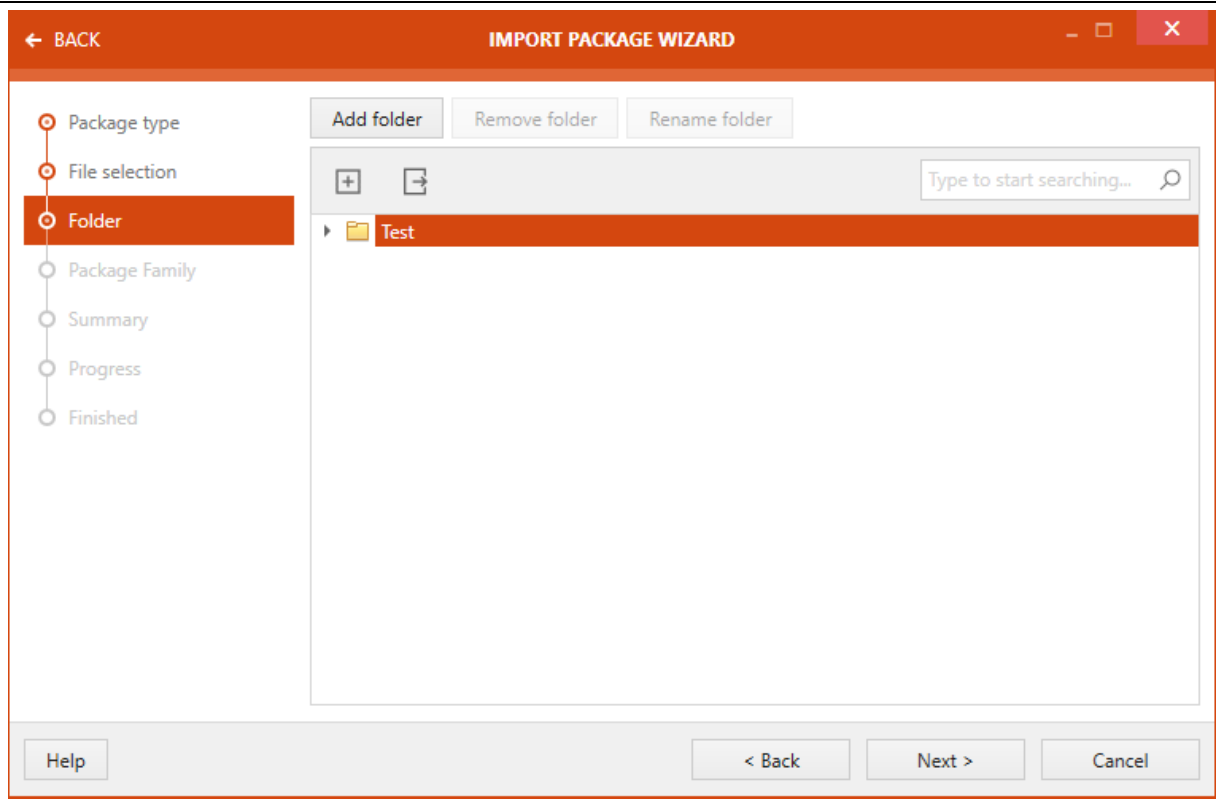 BACK
IMPORT PACKAGE WIZARD
Package type
File selection
Folder
Package Family
Summary
Progress
Finished
Add folder Remove folder Rename folder
Type to start searching...
Test
Help < Back Next > Cancel